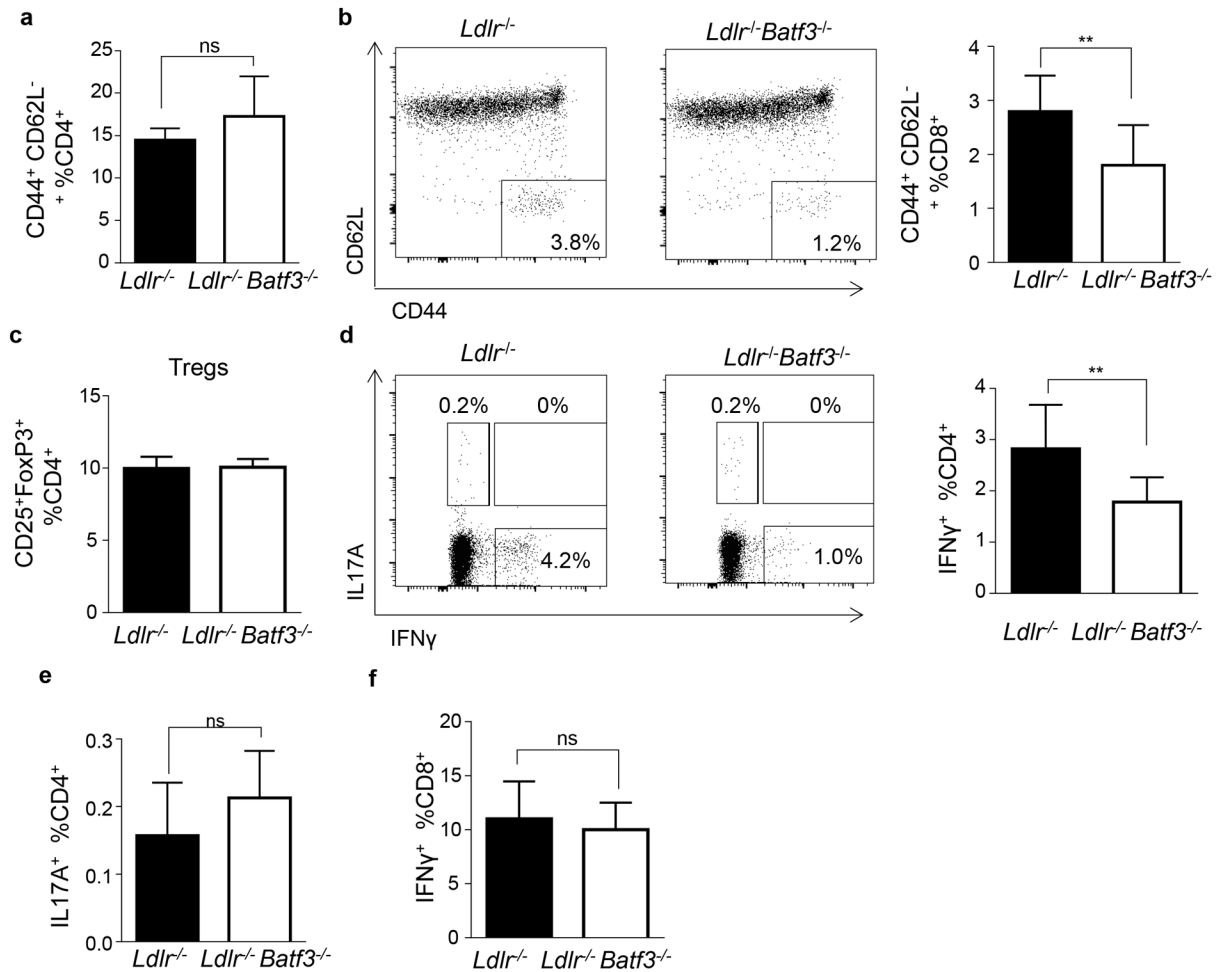 a
ns
25
20
15
10
5
0
CD44⁺ CD62L⁻
⁺ %CD4⁺
Ldlr⁻/⁻ Ldlr⁻/⁻ Batf3⁻/⁻
b
Ldlr⁻/⁻
Ldlr⁻/⁻Batf3⁻/⁻
3.8%
1.2%
CD62L
CD44
**
4
3
2
1
0
CD44⁺ CD62L⁻
⁺ %CD8⁺
Ldlr⁻/⁻ Ldlr⁻/⁻ Batf3⁻/⁻
c
Tregs
15
10
5
0
CD25⁺FoxP3⁺
%CD4⁺
Ldlr⁻/⁻ Ldlr⁻/⁻ Batf3⁻/⁻
d
Ldlr⁻/⁻
Ldlr⁻/⁻Batf3⁻/⁻
0.2% 0%
4.2%
0.2% 0%
1.0%
IL17A
IFNγ
**
4
3
2
1
0
IFNγ⁺ %CD4⁺
Ldlr⁻/⁻ Ldlr⁻/⁻ Batf3⁻/⁻
e
ns
0.3
0.2
0.1
0.0
IL17A⁺ %CD4⁺
Ldlr⁻/⁻ Ldlr⁻/⁻ Batf3⁻/⁻
f
ns
20
15
10
5
0
IFNγ⁺ %CD8⁺
Ldlr⁻/⁻ Ldlr⁻/⁻ Batf3⁻/⁻